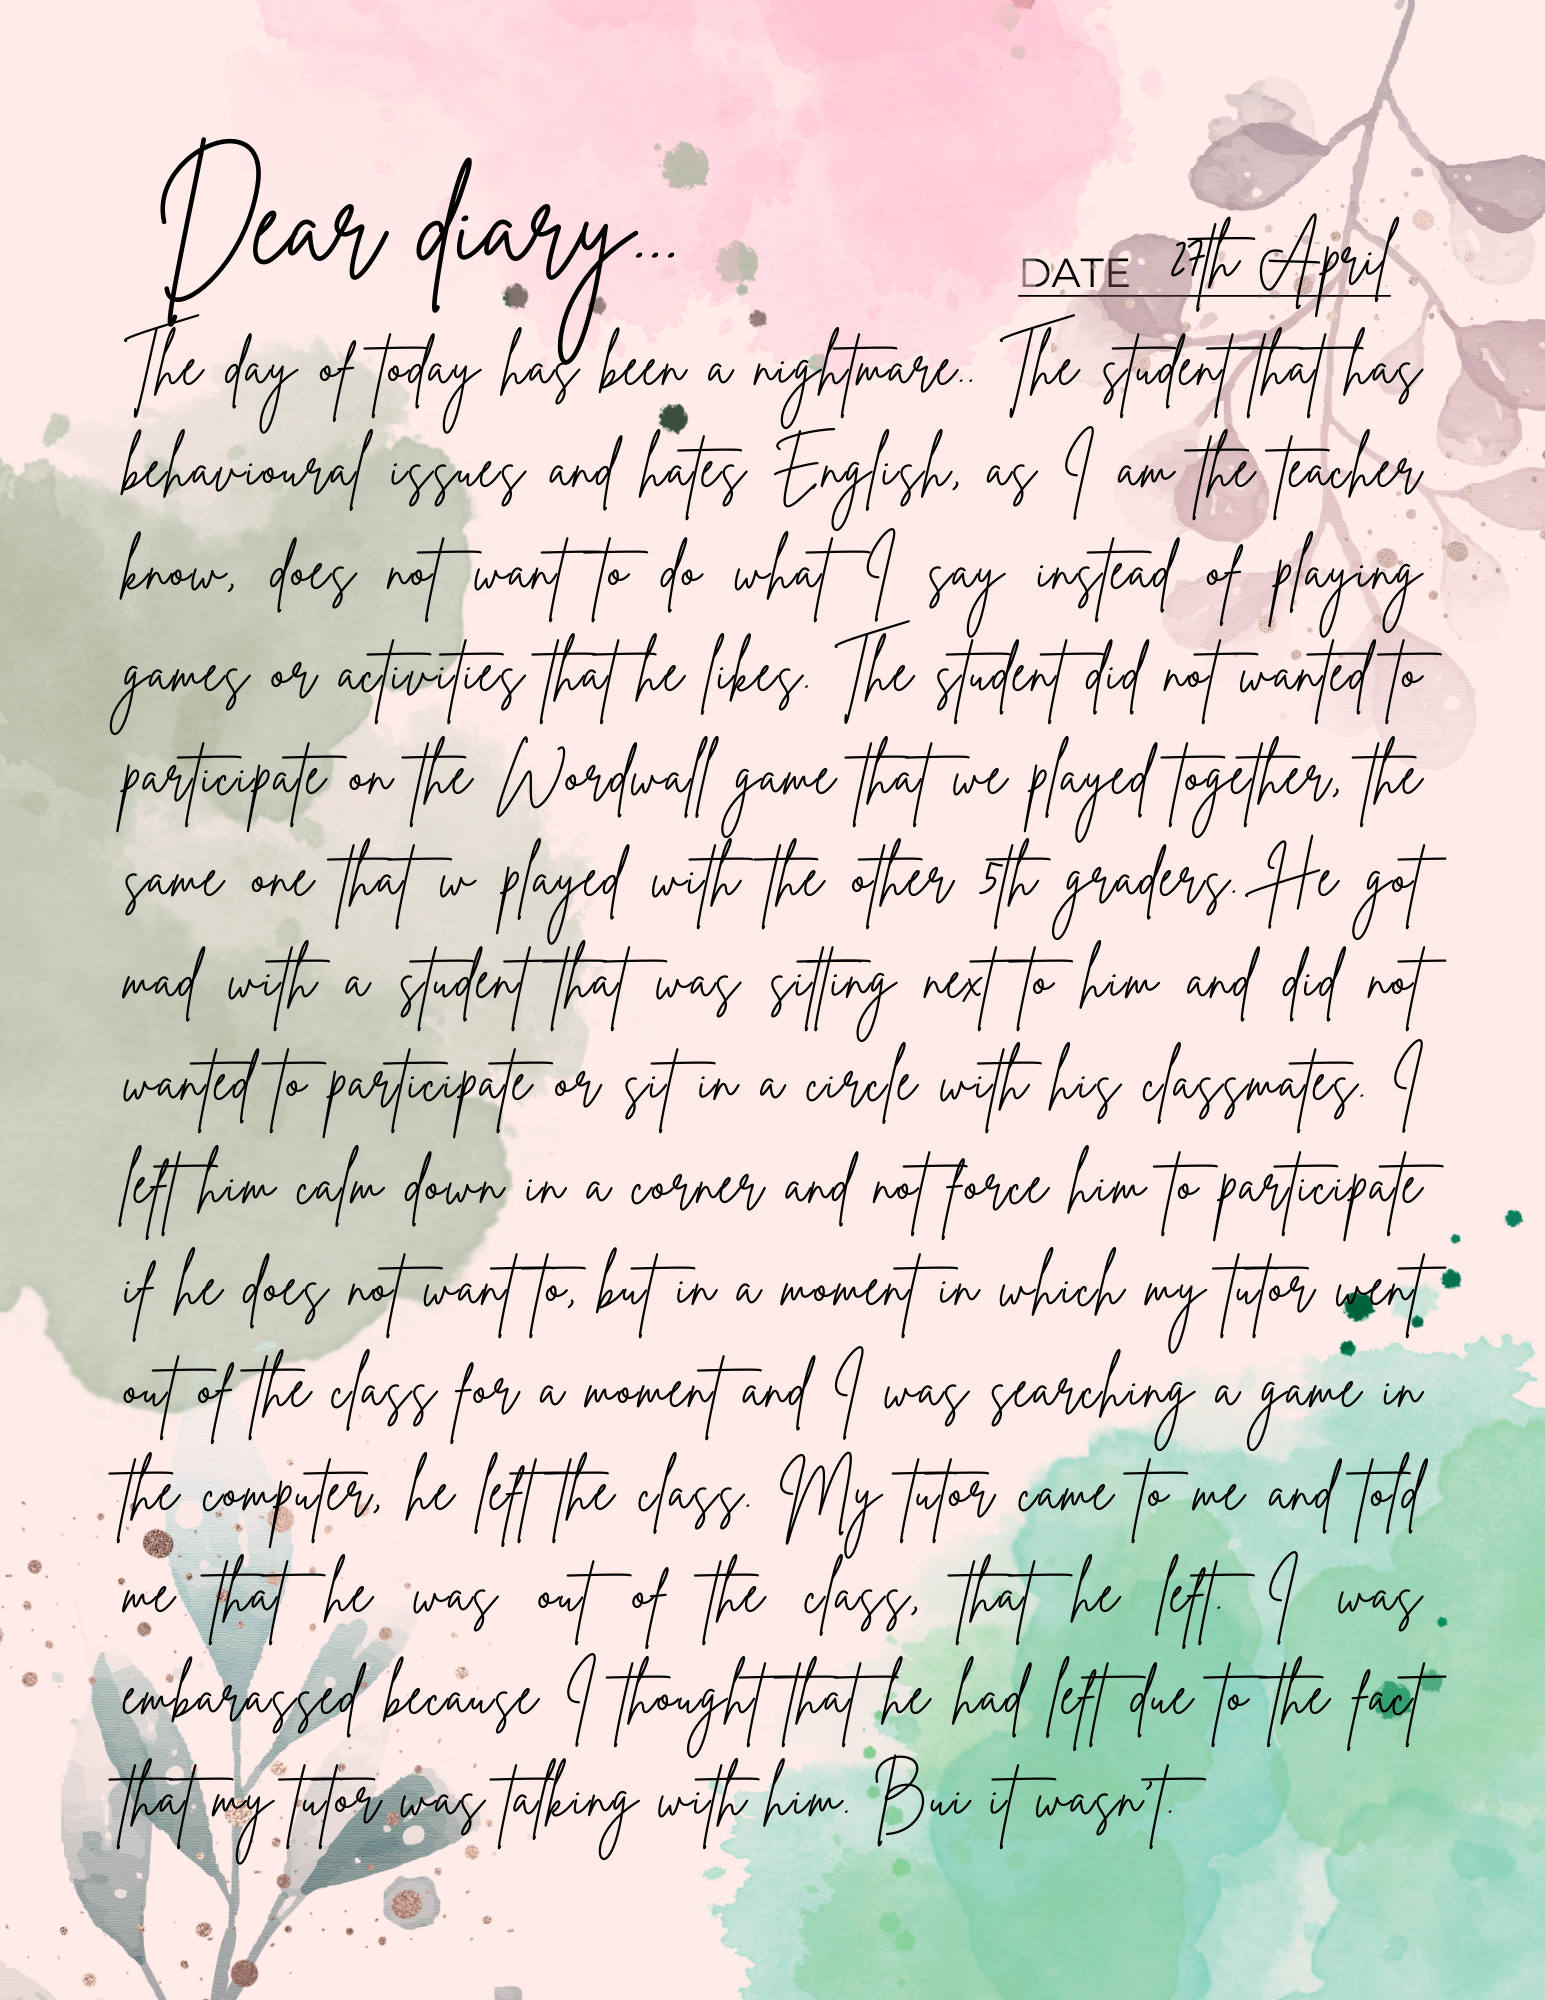 Dear diary...
DATE 27th April
The day of today has been a nightmare.. The student that has
behavioural issues and hates English, as I am the teacher
know, does not want to do what I say instead of playing
games or activities that he likes. The student did not wanted to
participate on the Wordwall game that we played together, the
same one that w played with the other 5th graders. He got
mad with a student that was sitting next to him and did not
wanted to participate or sit in a circle with his classmates. I
left him calm down in a corner and not force him to participate
if he does not want to, but in a moment in which my tutor went
out of the class for a moment and I was searching a game in
the computer, he left the class. My tutor came to me and told
me that he was out of the class, that he left. I was
embarassed because I thought that he had left due to the fact
that my tutor was talking with him. Bui it wasn't.